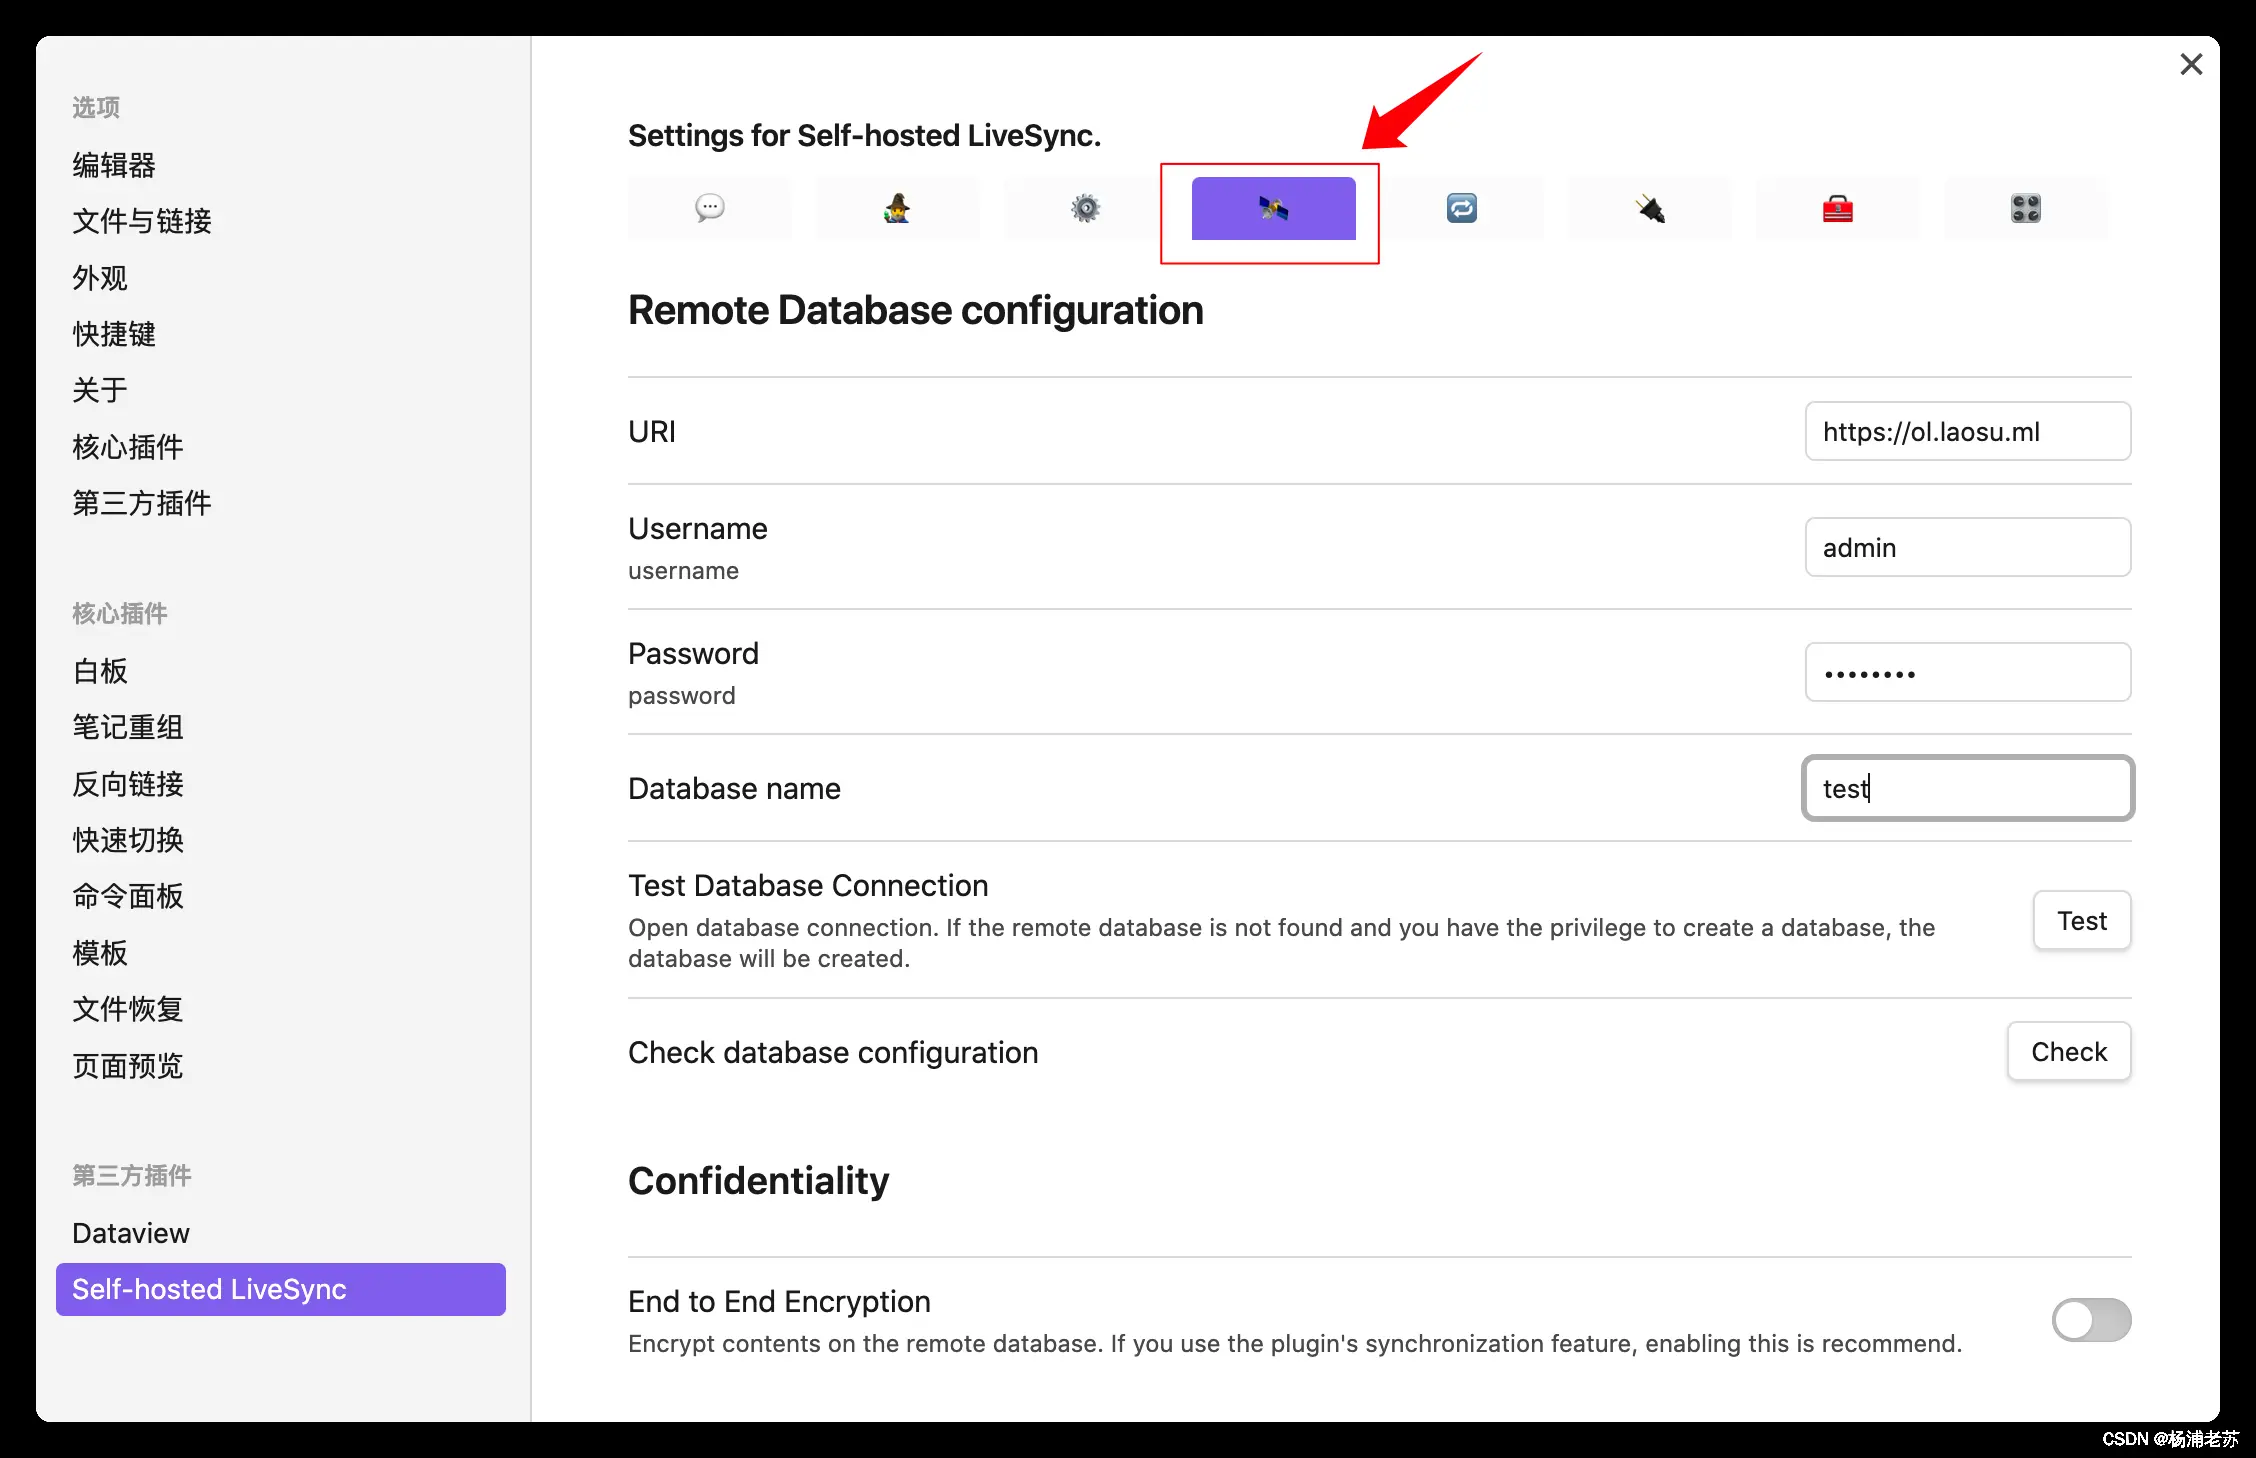 选项
编辑器
文件与链接
外观
快捷键
关于
核心插件
第三方插件
核心插件
白板
笔记重组
反向链接
快速切换
命令面板
模板
文件恢复
页面预览
第三方插件
Dataview
Self-hosted LiveSync
Settings for Self-hosted LiveSync.
Remote Database configuration
URI
https://ol.laosu.ml
Username
username
admin
Password
password
••••••••
Database name
test
Test Database Connection
Open database connection. If the remote database is not found and you have the privilege to create a database, the
database will be created.
Test
Check database configuration
Check
Confidentiality
End to End Encryption
Encrypt contents on the remote database. If you use the plugin's synchronization feature, enabling this is recommend.
CSDN @杨浦老苏